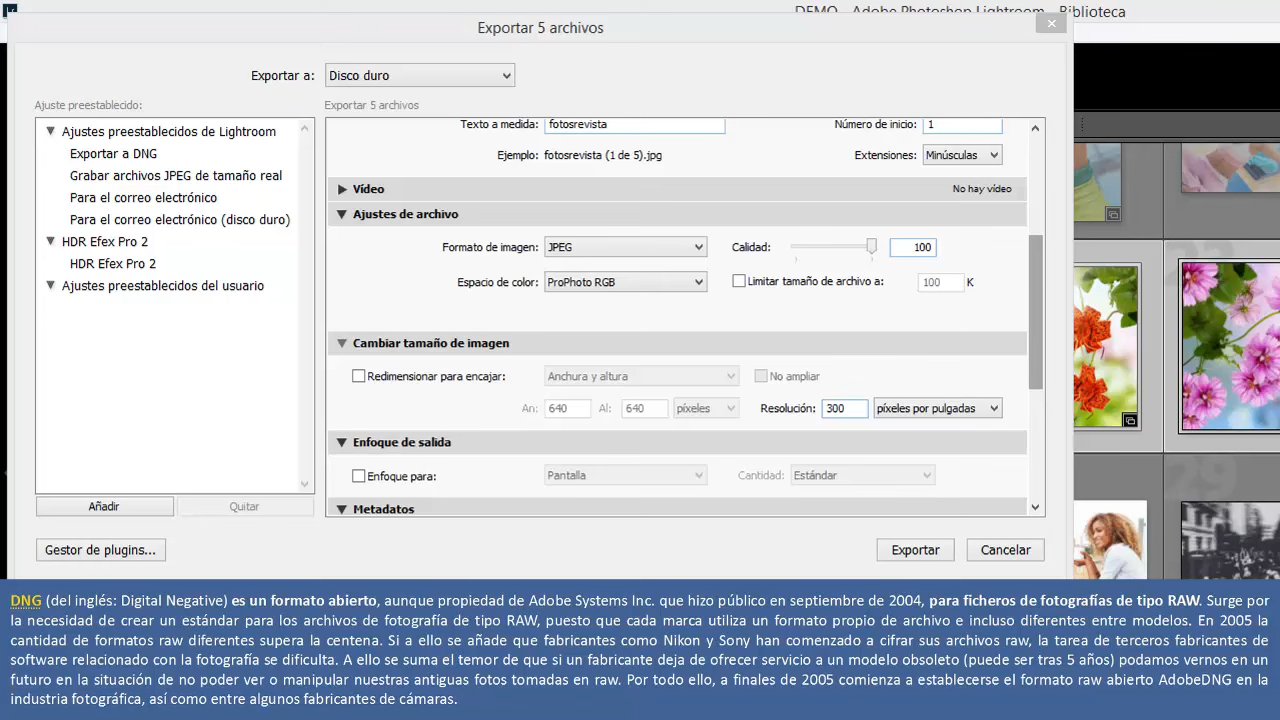 DEMO - Adobe Photoshop Lightroom - Biblioteca
Exportar 5 archivos
Exportar a: Disco duro
Ajuste preestablecido:
Exportar 5 archivos
Ajustes preestablecidos de Lightroom
Exportar a DNG
Grabar archivos JPEG de tamaño real
Para el correo electrónico
Para el correo electrónico (disco duro)
HDR Efex Pro 2
HDR Efex Pro 2
Ajustes preestablecidos del usuario
Añadir Quitar
Texto a medida: fotosrevista Número de inicio: 1
Ejemplo: fotosrevista (1 de 5).jpg Extensiones: Minúsculas
Vídeo No hay vídeo
Ajustes de archivo
Formato de imagen: JPEG Calidad: 100
Espacio de color: ProPhoto RGB Limitar tamaño de archivo a: 100 K
Cambiar tamaño de imagen
Redimensionar para encajar: Anchura y altura No ampliar
An: 640 Al: 640 píxeles Resolución: 300 píxeles por pulgadas
Enfoque de salida
Enfoque para: Pantalla Cantidad: Estándar
Metadatos
Gestor de plugins... Exportar Cancelar
29
DNG (del inglés: Digital Negative) es un formato abierto, aunque propiedad de Adobe Systems Inc. que hizo público en septiembre de 2004, para ficheros de fotografías de tipo RAW. Surge por
la necesidad de crear un estándar para los archivos de fotografía de tipo RAW, puesto que cada marca utiliza un formato propio de archivo e incluso diferentes entre modelos. En 2005 la
cantidad de formatos raw diferentes supera la centena. Si a ello se añade que fabricantes como Nikon y Sony han comenzado a cifrar sus archivos raw, la tarea de terceros fabricantes de
software relacionado con la fotografía se dificulta. A ello se suma el temor de que si un fabricante deja de ofrecer servicio a un modelo obsoleto (puede ser tras 5 años) podamos vernos en un
futuro en la situación de no poder ver o manipular nuestras antiguas fotos tomadas en raw. Por todo ello, a finales de 2005 comienza a establecerse el formato raw abierto AdobeDNG en la
industria fotográfica, así como entre algunos fabricantes de cámaras.